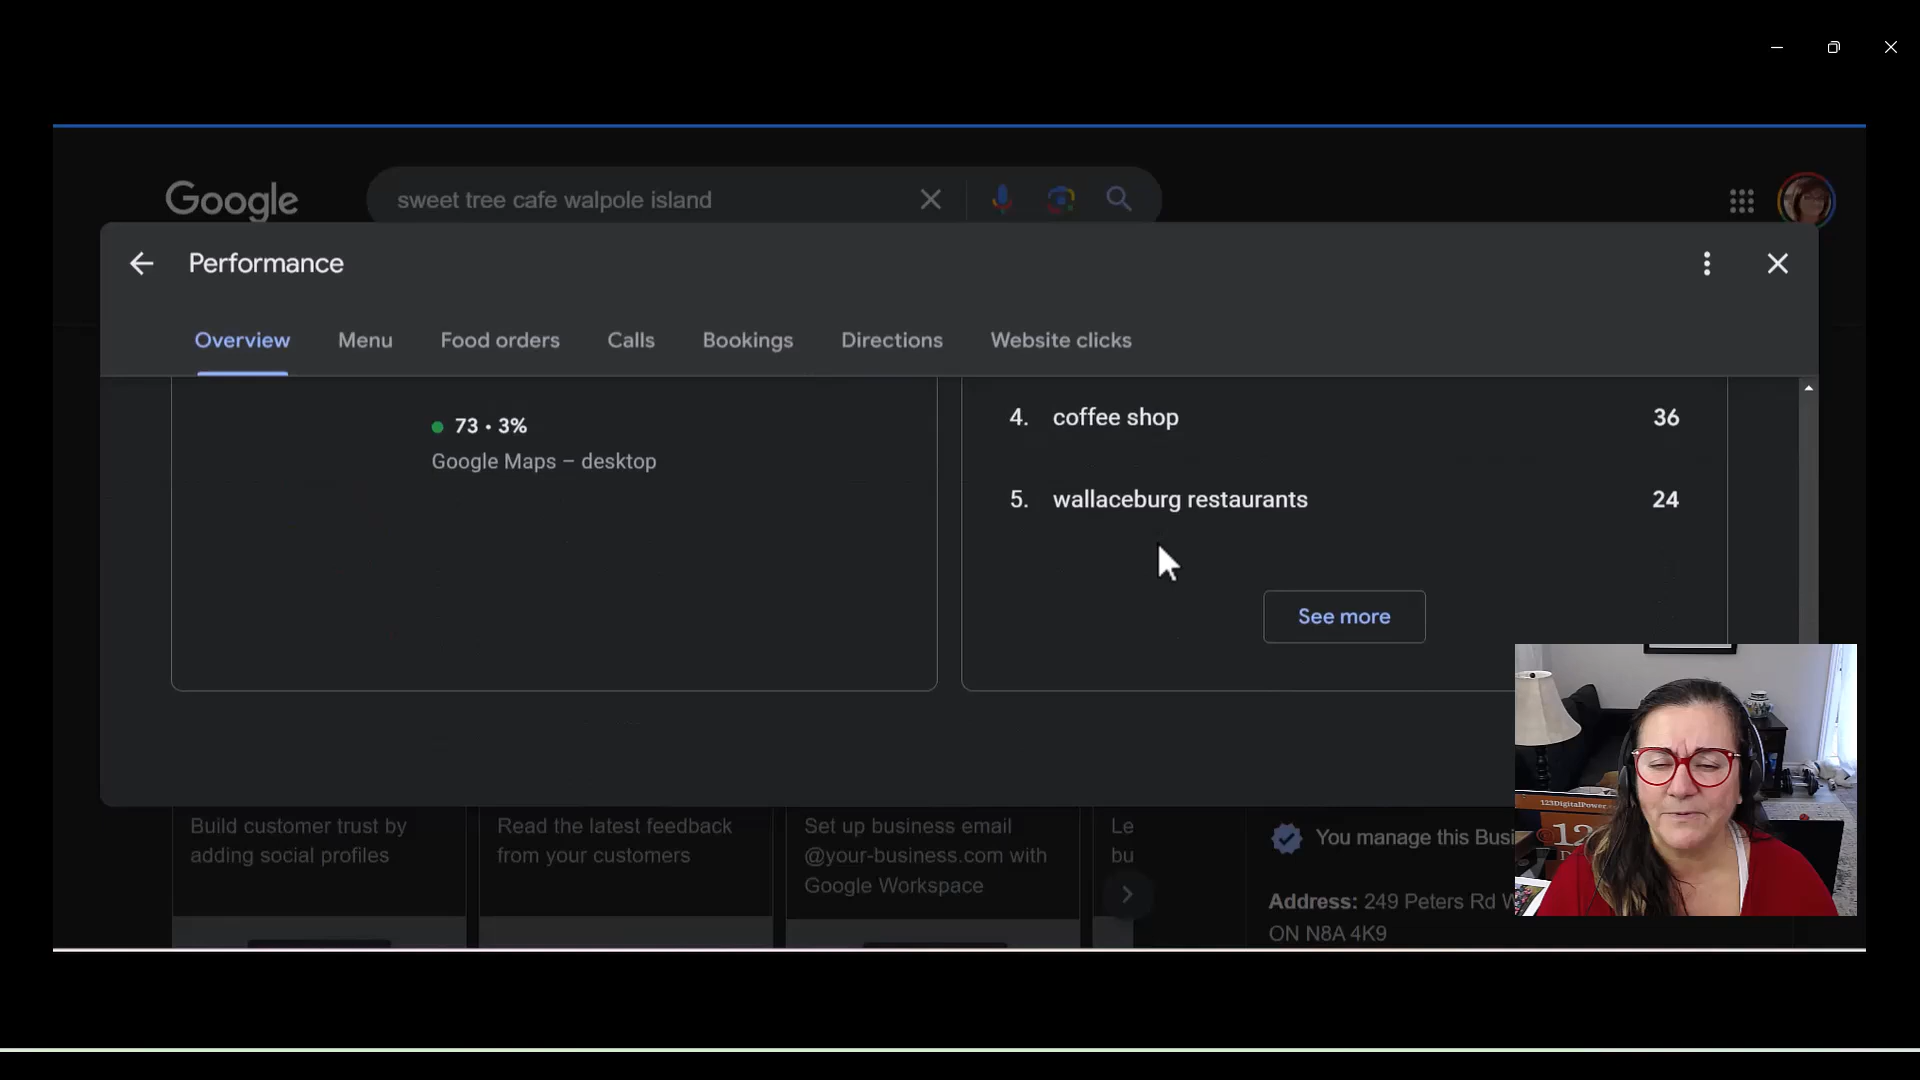 Google
sweet tree cafe walpole island
Performance
Overview
Menu
Food orders
Calls
Bookings
Directions
Website clicks
73 • 3%
Google Maps – desktop
4. coffee shop 36
5. wallaceburg restaurants 24
See more
Build customer trust by
adding social profiles
Read the latest feedback
from your customers
Set up business email
@your-business.com with
Google Workspace
Le
bu
You manage this Busi
Address: 249 Peters Rd W
ON N8A 4K9
123DigitalPower